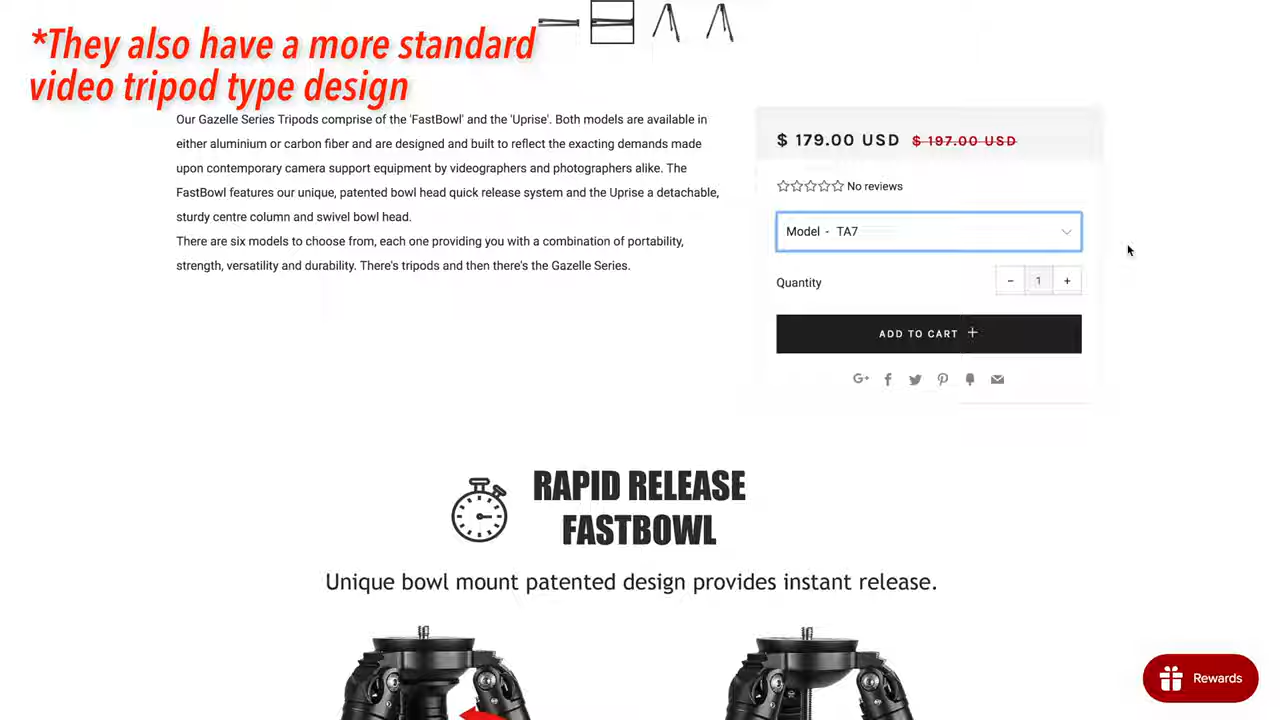 *They also have a more standard
video tripod type design
Our Gazelle Series Tripods comprise of the 'FastBowl' and the 'Uprise'. Both models are available in
either aluminium or carbon fiber and are designed and built to reflect the exacting demands made
upon contemporary camera support equipment by videographers and photographers alike. The
FastBowl features our unique, patented bowl head quick release system and the Uprise a detachable,
sturdy centre column and swivel bowl head.
There are six models to choose from, each one providing you with a combination of portability,
strength, versatility and durability. There's tripods and then there's the Gazelle Series.
$ 179.00 USD $ 197.00 USD
No reviews
Model - TA7
Quantity - 1 +
ADD TO CART +
RAPID RELEASE
FASTBOWL
Unique bowl mount patented design provides instant release.
Rewards